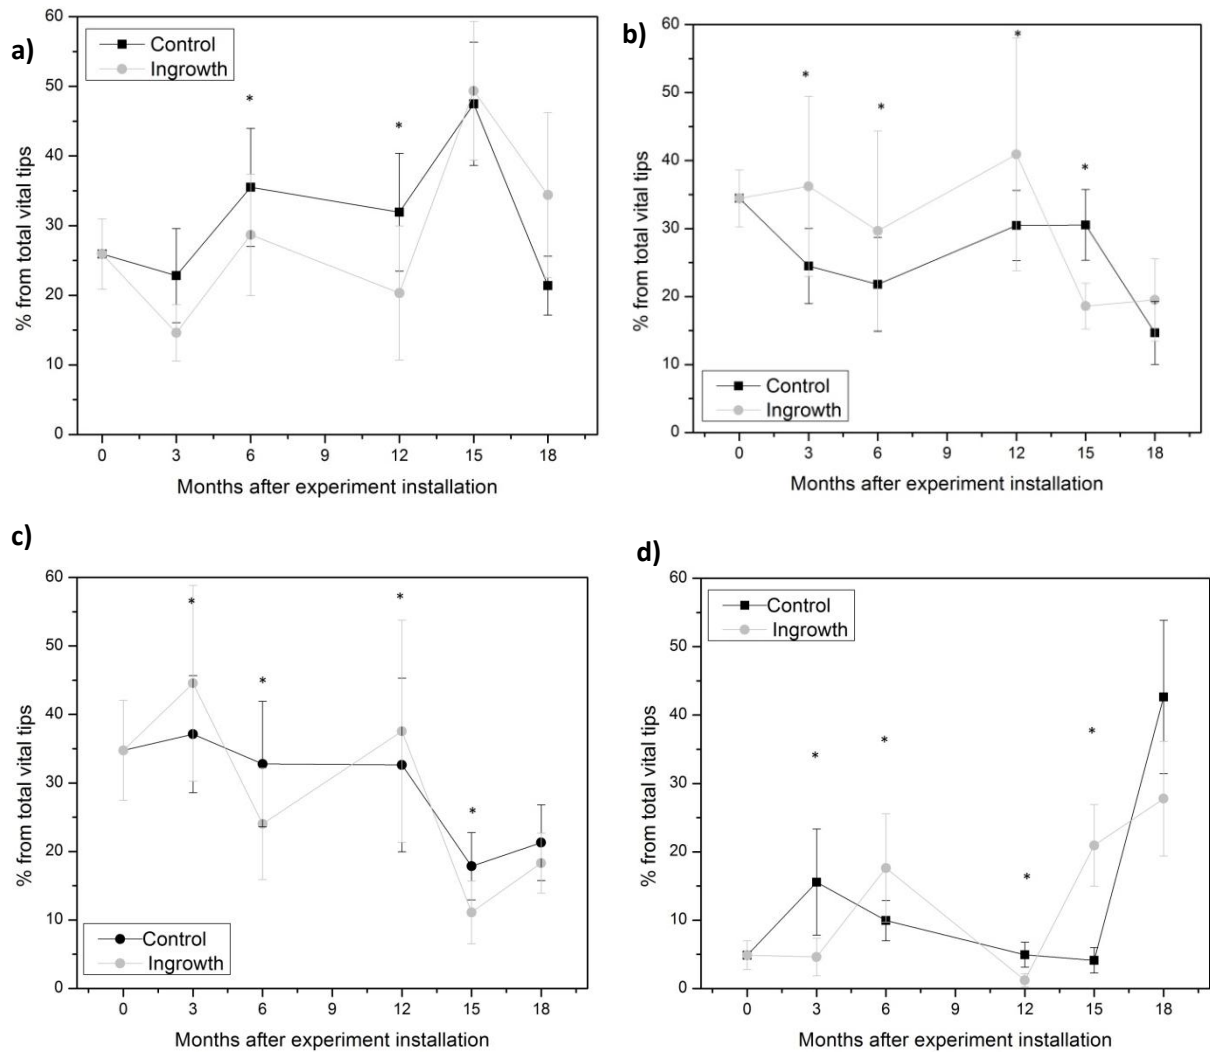 a)
60
50
40
30
20
10
0
% from total vital tips
Control
Ingrowth
*
*
0 3 6 9 12 15 18
Months after experiment installation
b)
60
50
40
30
20
10
0
% from total vital tips
*
*
*
*
Control
Ingrowth
0 3 6 9 12 15 18
Months after experiment installation
c)
60
50
40
30
20
10
0
% from total vital tips
*
*
*
*
Control
Ingrowth
0 3 6 9 12 15 18
Months after experiment installation
d)
60
50
40
30
20
10
0
% from total vital tips
Control
Ingrowth
*
*
*
*
0 3 6 9 12 15 18
Months after experiment installation